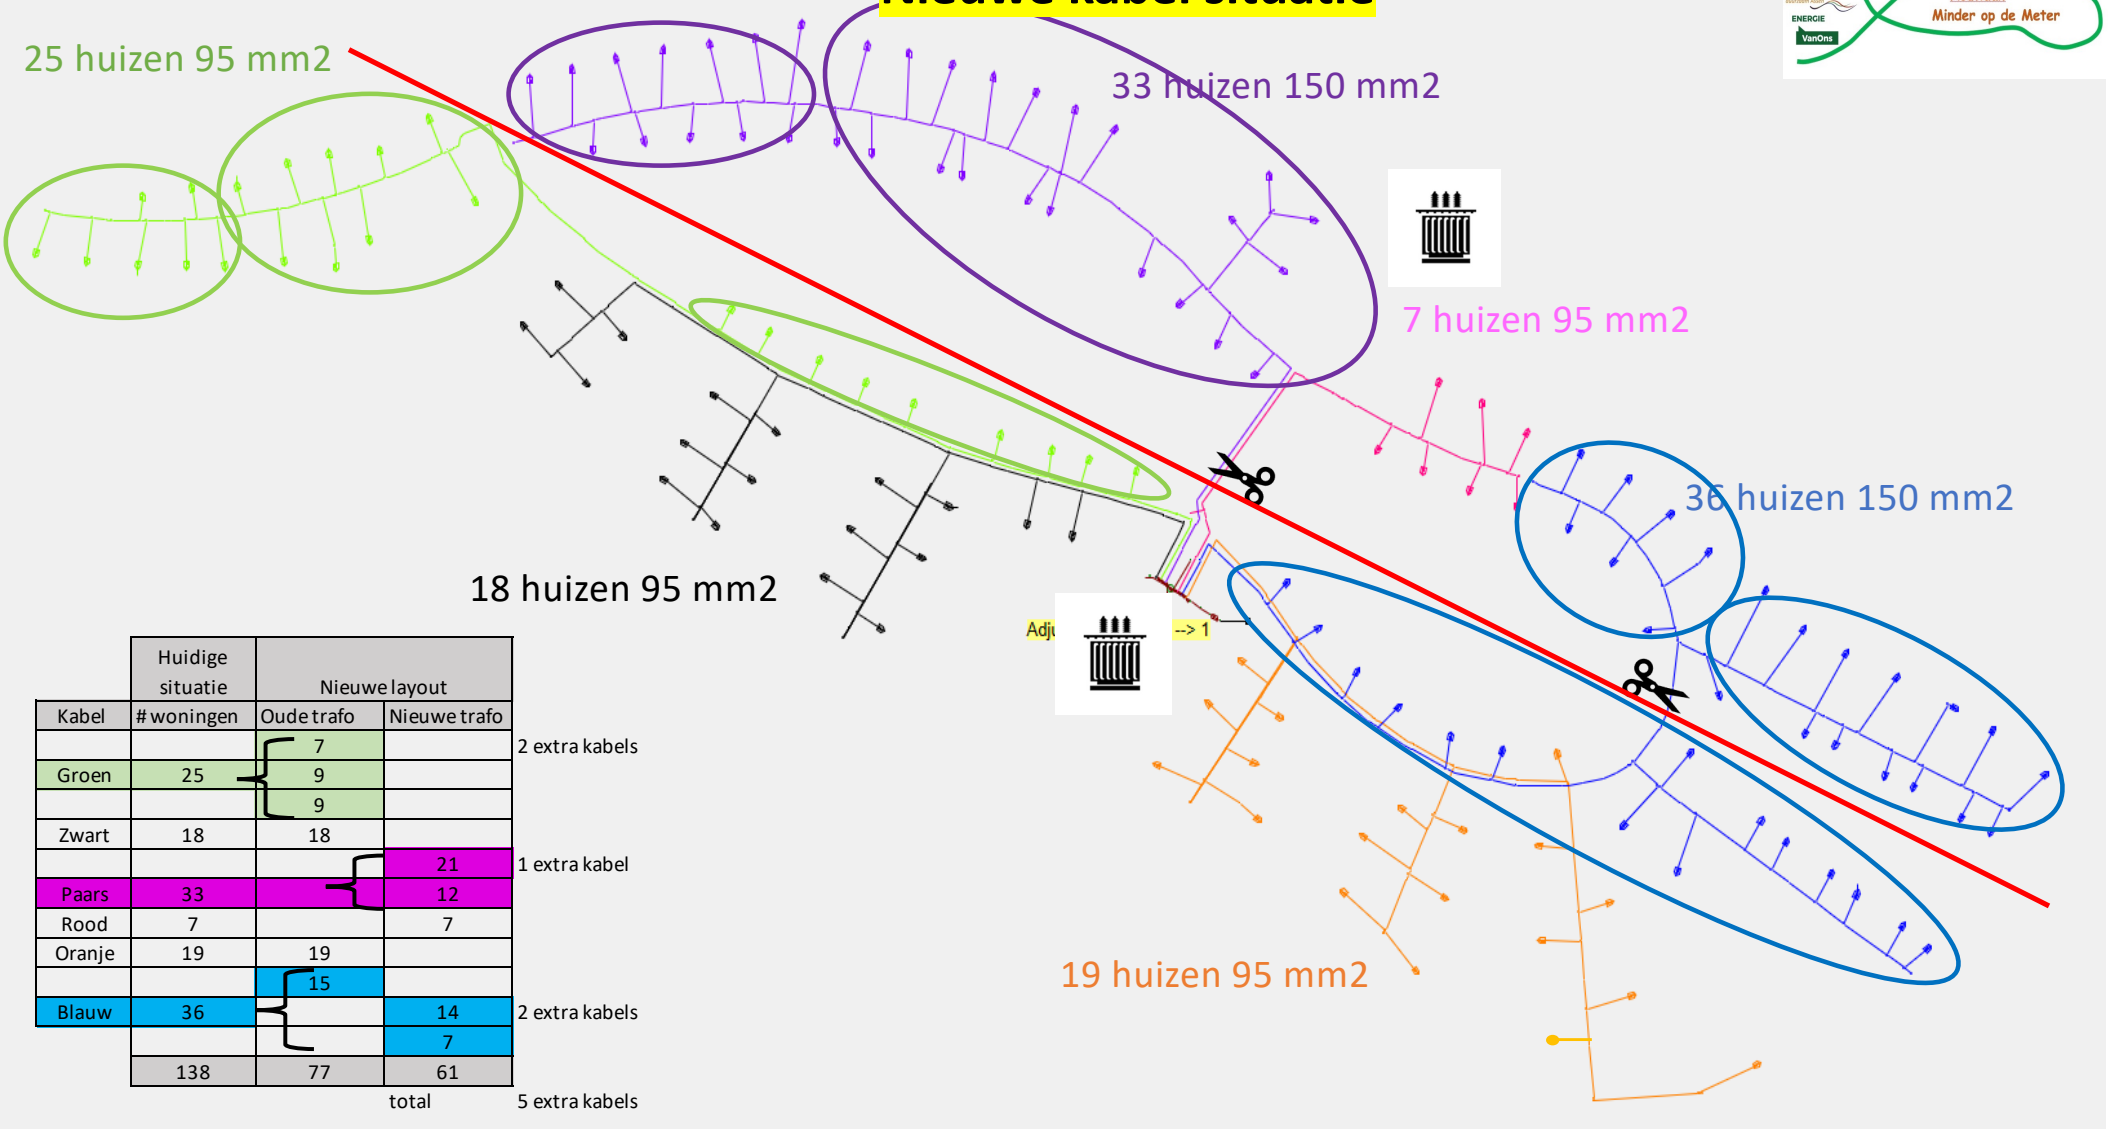 Nieuwe kabel situatie
ENERGIE
VanOns
Minder op de Meter
25 huizen 95 mm2
33 huizen 150 mm2
7 huizen 95 mm2
36 huizen 150 mm2
18 huizen 95 mm2
Adju
--> 1
19 huizen 95 mm2
Huidige situatie Nieuwe layout
Kabel # woningen Oude trafo Nieuwe trafo
7 2 extra kabels
Groen 25 9
9
Zwart 18 18
21 1 extra kabel
Paars 33 12
Rood 7 7
Oranje 19 19
15
Blauw 36 14 2 extra kabels
7
138 77 61
total 5 extra kabels